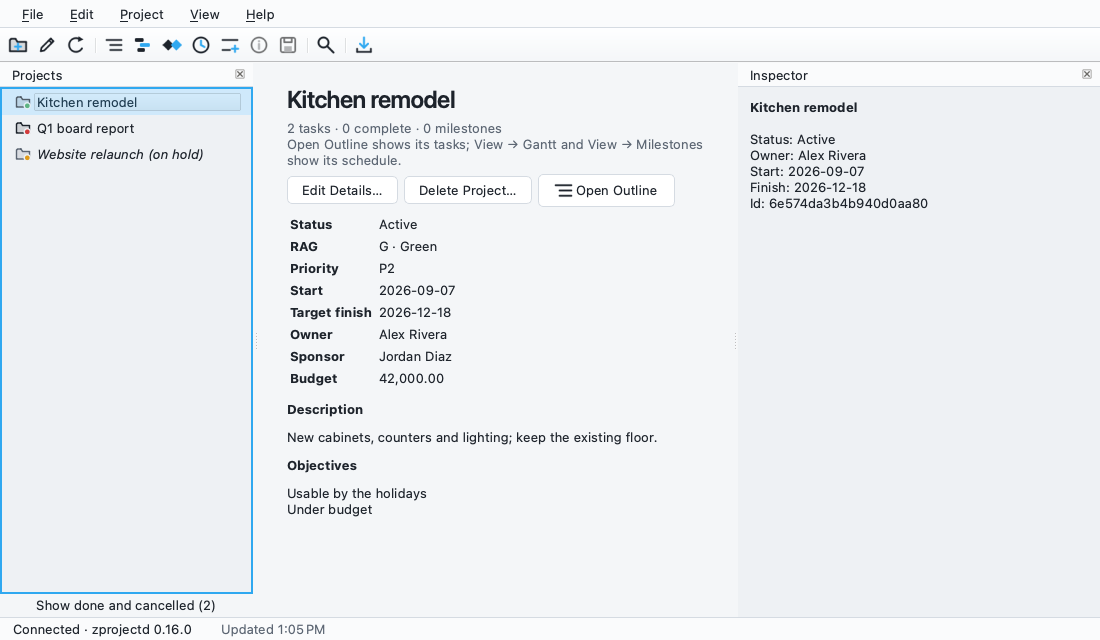 File Edit Project View Help
Projects
Kitchen remodel
Q1 board report
Website relaunch (on hold)
Show done and cancelled (2)
Kitchen remodel
2 tasks · 0 complete · 0 milestones
Open Outline shows its tasks; View → Gantt and View → Milestones
show its schedule.
Edit Details... Delete Project... Open Outline
Status Active
RAG G · Green
Priority P2
Start 2026-09-07
Target finish 2026-12-18
Owner Alex Rivera
Sponsor Jordan Diaz
Budget 42,000.00
Description
New cabinets, counters and lighting; keep the existing floor.
Objectives
Usable by the holidays
Under budget
Inspector
Kitchen remodel
Status: Active
Owner: Alex Rivera
Start: 2026-09-07
Finish: 2026-12-18
Id: 6e574da3b4b940d0aa80
Connected · zprojectd 0.16.0 Updated 1:05 PM